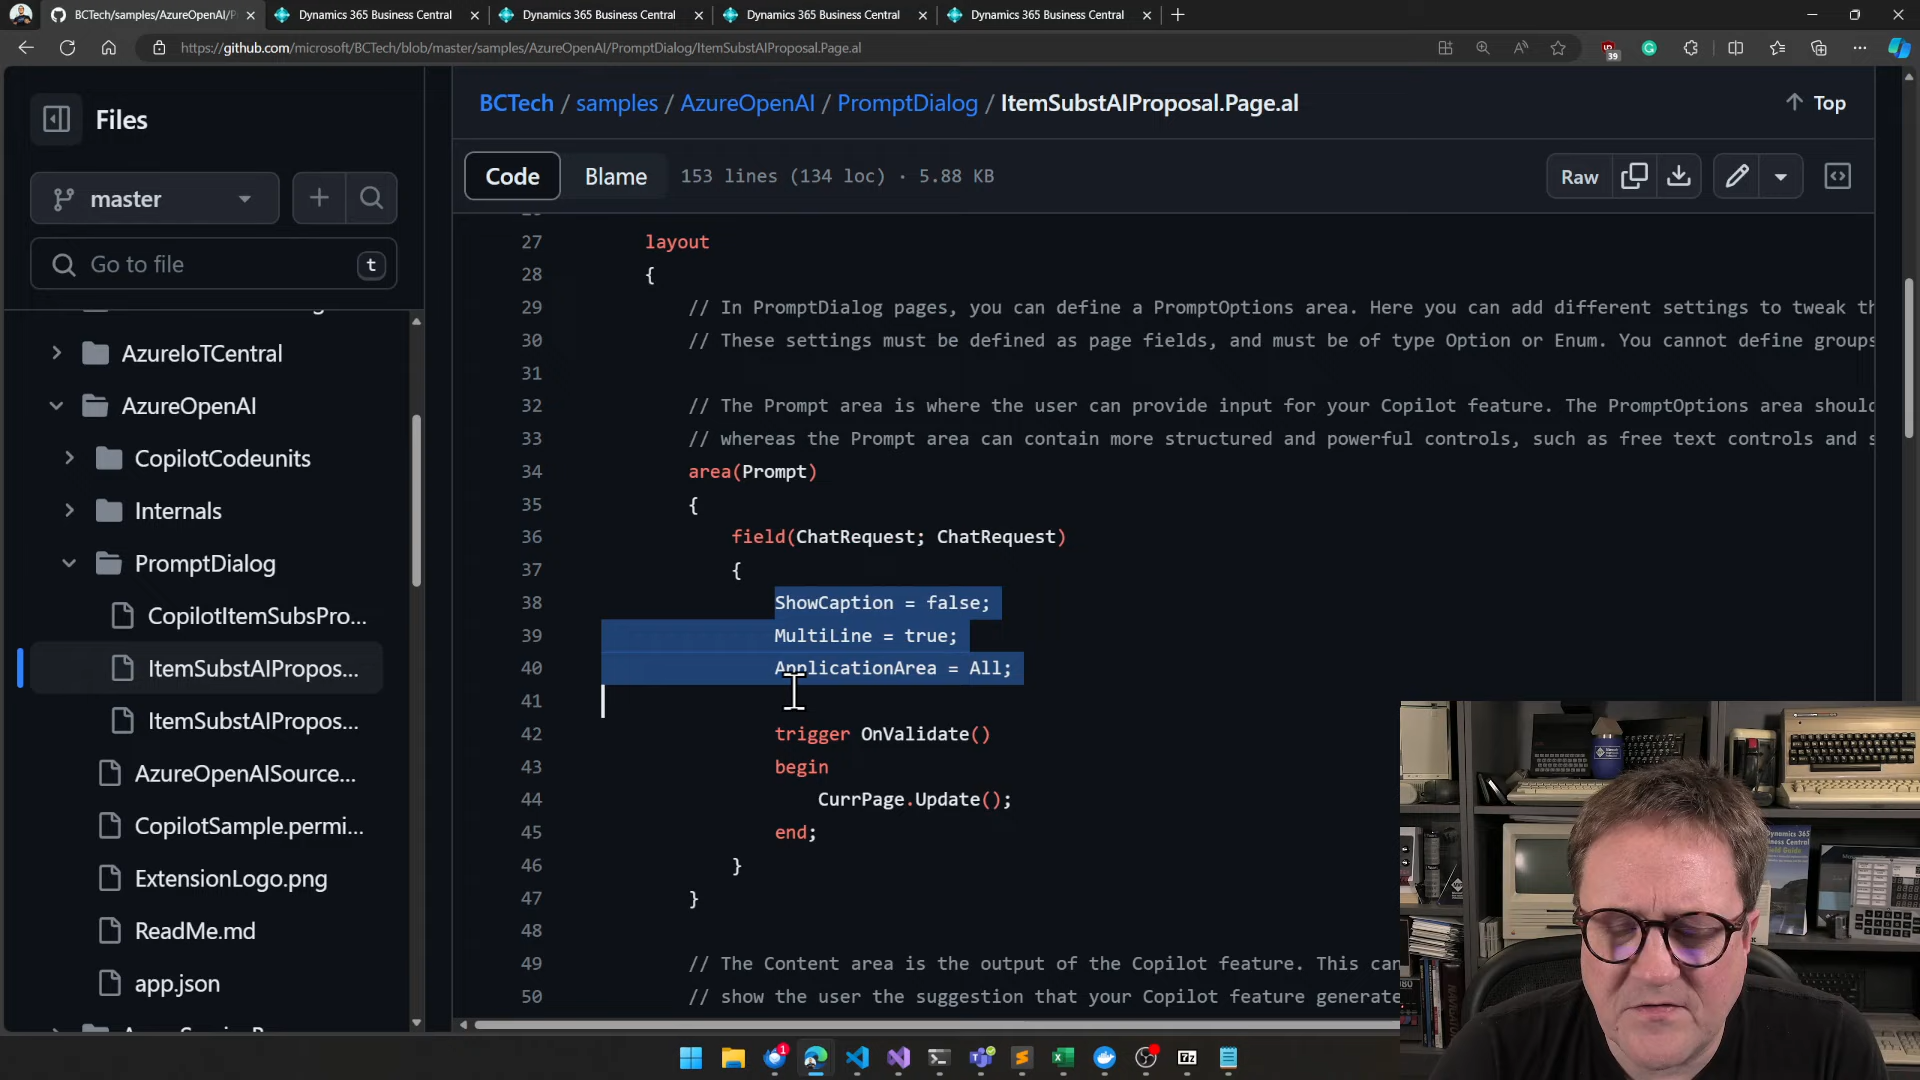 BCTech/samples/AzureOpenAI/P
Dynamics 365 Business Central
Dynamics 365 Business Central
Dynamics 365 Business Central
Dynamics 365 Business Central
https://github.com/microsoft/BCTech/blob/master/samples/AzureOpenAI/PromptDialog/ItemSubstAIProposal.Page.al
39
Files
BCTech / samples / AzureOpenAI / PromptDialog / ItemSubstAIProposal.Page.al
Top
master
Code
Blame
153 lines (134 loc) · 5.88 KB
Raw
Go to file
t
AzureIoTCentral
AzureOpenAI
CopilotCodeunits
Internals
PromptDialog
CopilotItemSubsPro...
ItemSubstAIPropos...
ItemSubstAIPropos...
AzureOpenAISource...
CopilotSample.permi...
ExtensionLogo.png
ReadMe.md
app.json
27 layout
28 {
29 // In PromptDialog pages, you can define a PromptOptions area. Here you can add different settings to tweak th
30 // These settings must be defined as page fields, and must be of type Option or Enum. You cannot define groups
31
32 // The Prompt area is where the user can provide input for your Copilot feature. The PromptOptions area shoul
33 // whereas the Prompt area can contain more structured and powerful controls, such as free text controls and s
34 area(Prompt)
35 {
36 field(ChatRequest; ChatRequest)
37 {
38 ShowCaption = false;
39 MultiLine = true;
40 ApplicationArea = All;
41
42 trigger OnValidate()
43 begin
44 CurrPage.Update();
45 end;
46 }
47 }
48
49 // The Content area is the output of the Copilot feature. This can
50 // show the user the suggestion that your Copilot feature generate
Dynamics 365
Business Central
Field Guide